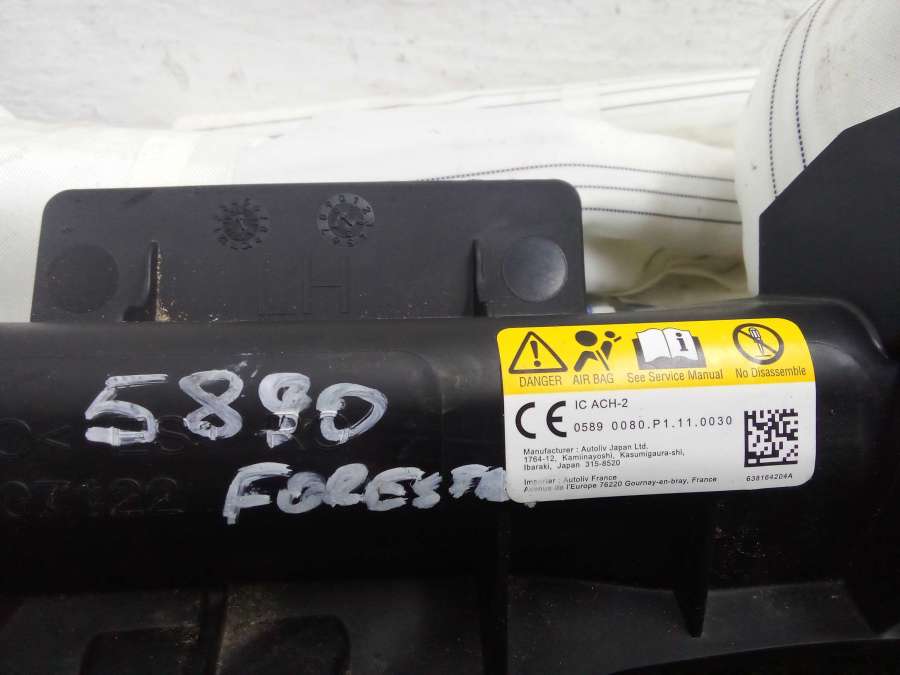 LH
5880
FORESTE
DANGER
AIR BAG
See Service Manual
No Disassemble
CE
IC ACH-2
0589 0080.P1.11.0030
Manufacturer : Autoliv Japan Ltd.
1764-12, Kamiinayoshi, Kasumigaura-shi,
Ibaraki, Japan 315-8520
Importer : Autoliv France
Avenue de l'Europe 76220 Gournay-en-bray, France
638164204A